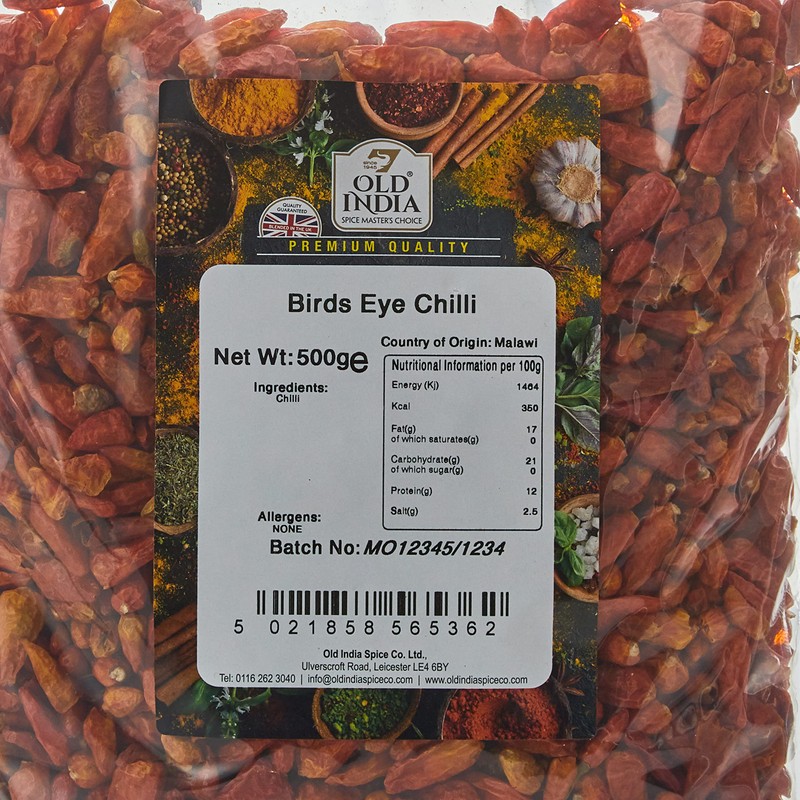 since
1945
OLD®
INDIA
SPICE MASTER'S CHOICE
QUALITY
GUARANTEED
BLENDED IN THE UK
PREMIUM QUALITY
Birds Eye Chilli
Country of Origin: Malawi
Net Wt: 500ge
Nutritional Information per 100g
Ingredients:
Chilli
Energy (Kj) 1464
Kcal 350
Fat(g) 17
of which saturates(g) 0
Carbohydrate(g) 21
of which sugar(g) 0
Protein(g) 12
Salt(g) 2.5
Allergens:
NONE
Batch No: MO12345/1234
5 021858 565362
Old India Spice Co. Ltd.,
Ulverscroft Road, Leicester LE4 6BY
Tel: 0116 262 3040 | info@oldindiaspiceco.com | www.oldindiaspiceco.com